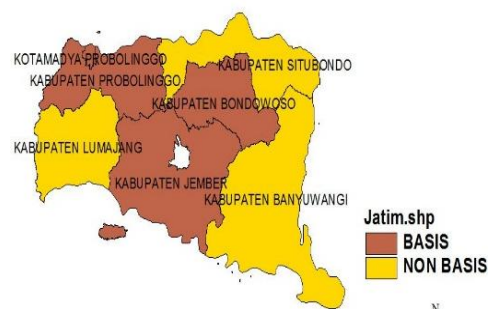 KOTAMADYA PROBOLINGGO
KABUPATEN SITUBONDO
KABUPATEN PROBOLINGGO
KABUPATEN BONDOWOSO
KABUPATEN LUMAJANG
KABUPATEN JEMBER
KABUPATEN BANYUWANGI
Jatim.shp
BASIS
NON BASIS
N